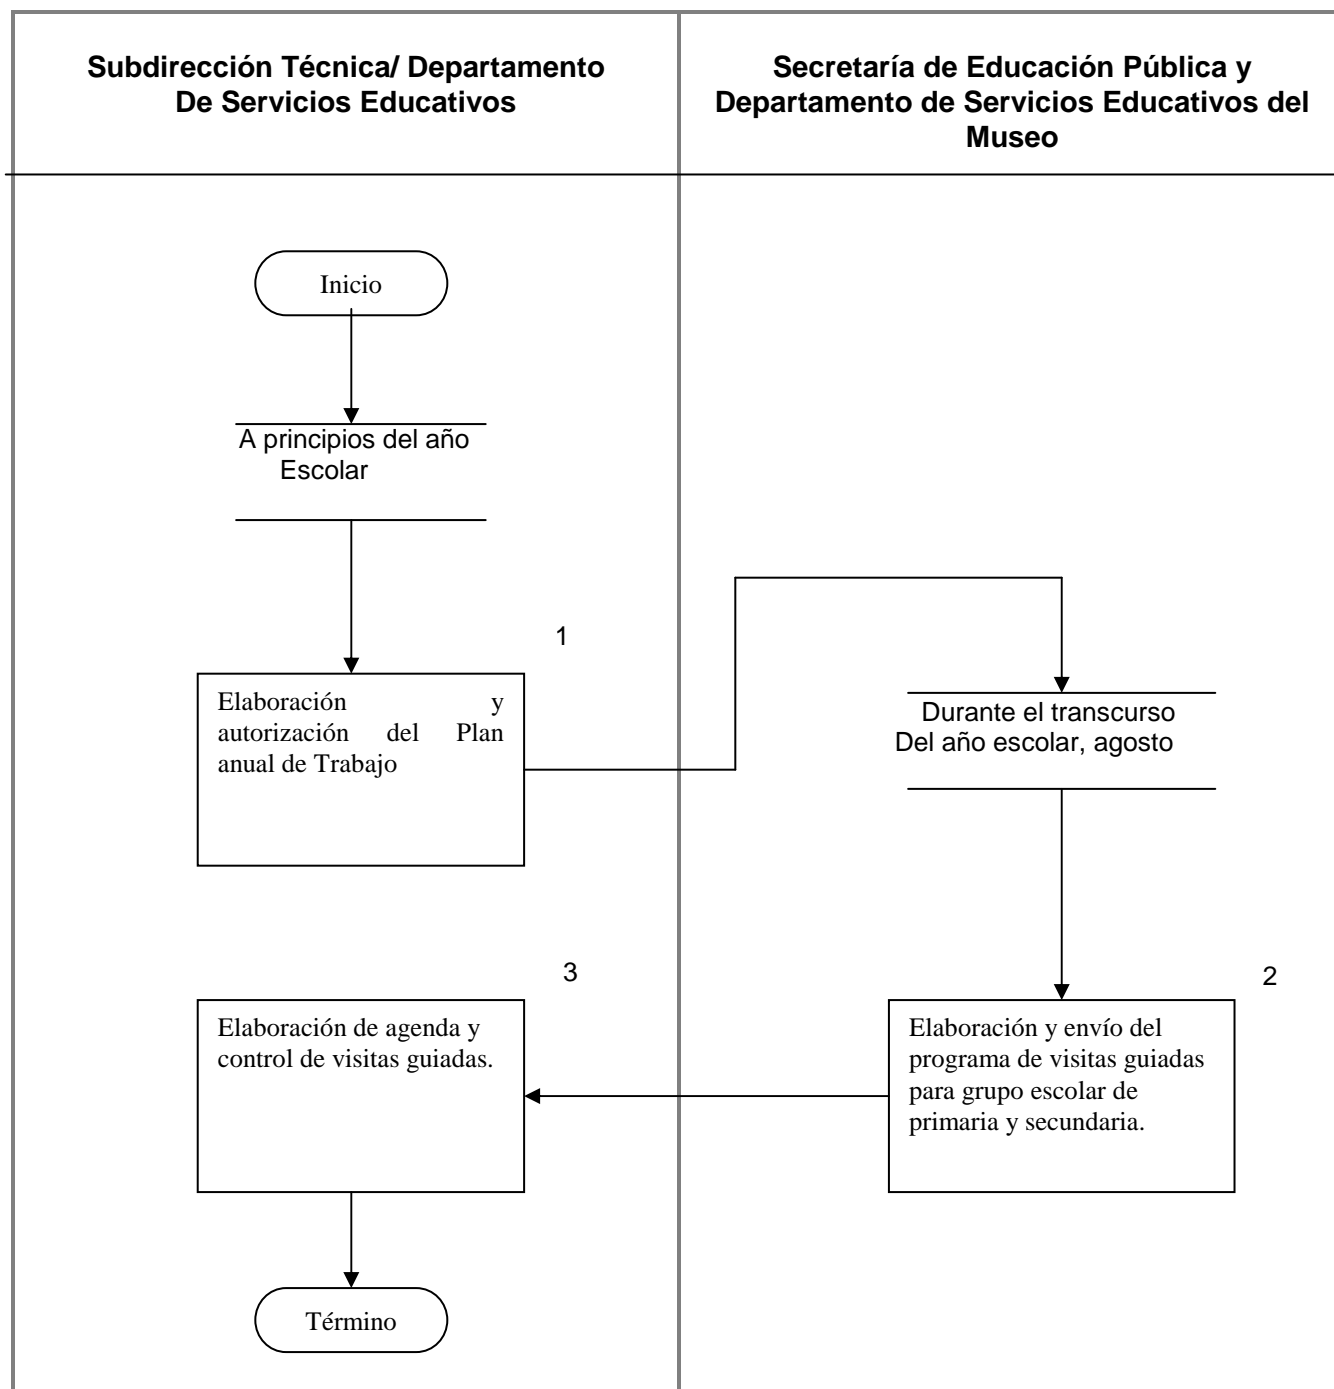 Subdirección Técnica/ Departamento
De Servicios Educativos
Secretaría de Educación Pública y
Departamento de Servicios Educativos del
Museo
Inicio
A principios del año
Escolar
1
Elaboración y
autorización del Plan
anual de Trabajo
Durante el transcurso
Del año escolar, agosto
2
Elaboración y envío del
programa de visitas guiadas
para grupo escolar de
primaria y secundaria.
3
Elaboración de agenda y
control de visitas guiadas.
Término